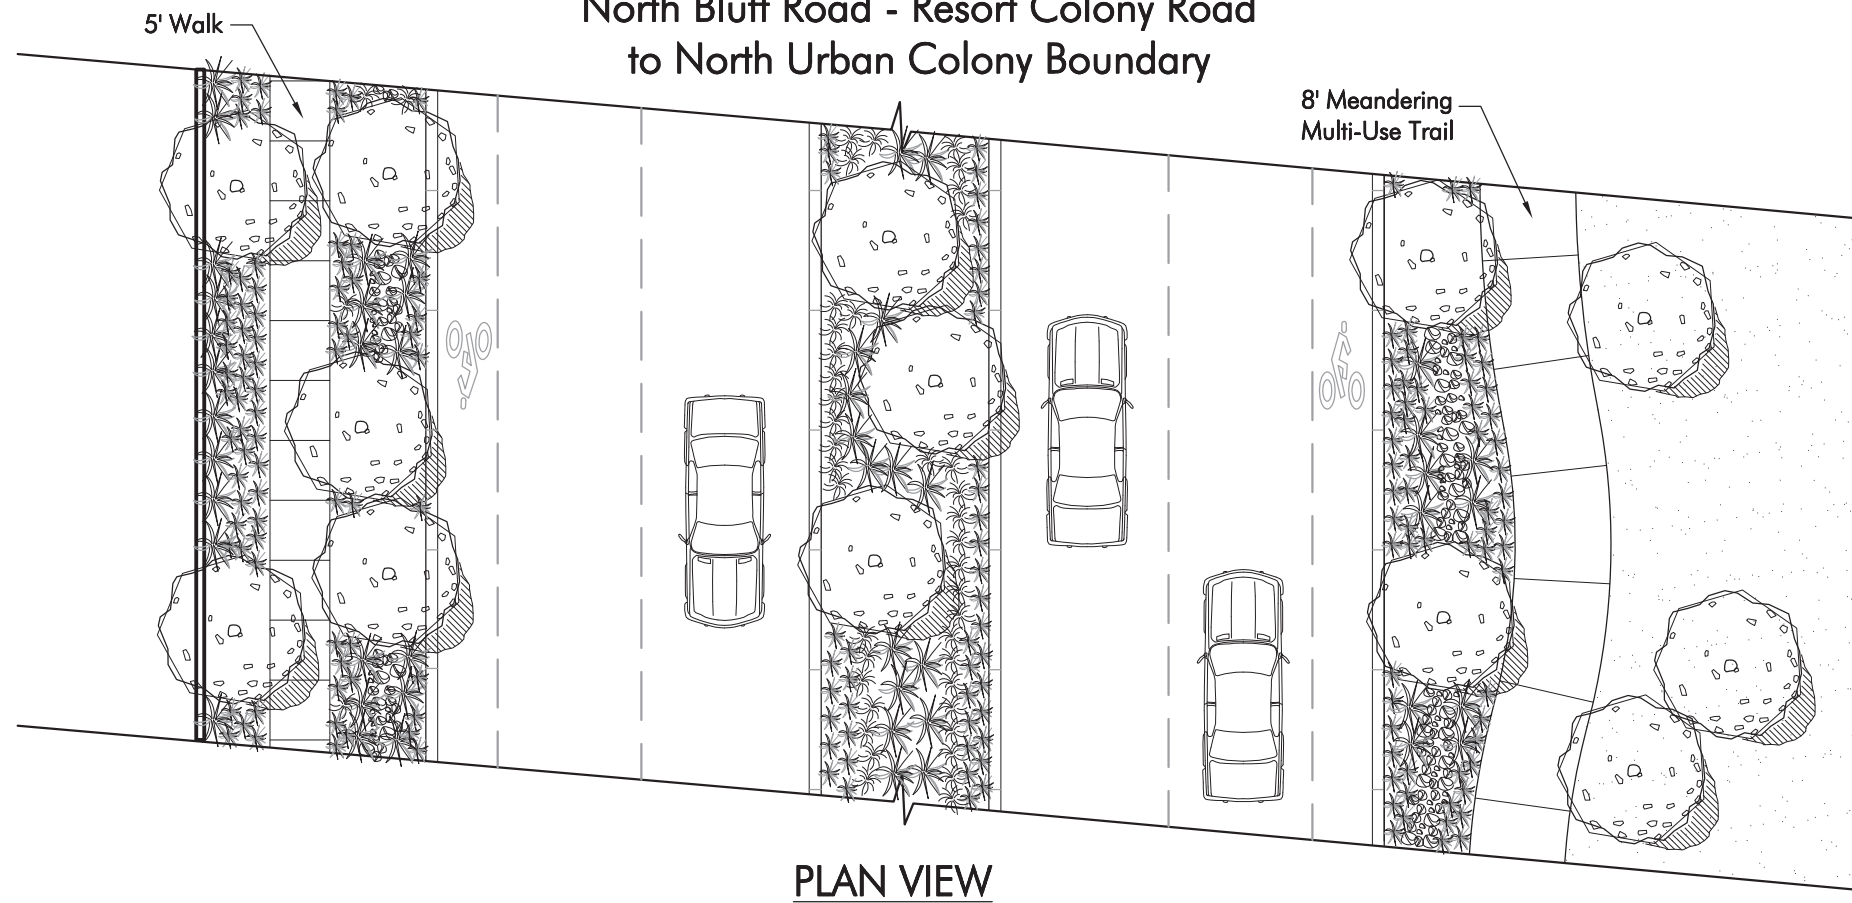 North Bluff Road - Resort Colony Road
to North Urban Colony Boundary
5' Walk
8' Meandering
Multi-Use Trail
PLAN VIEW